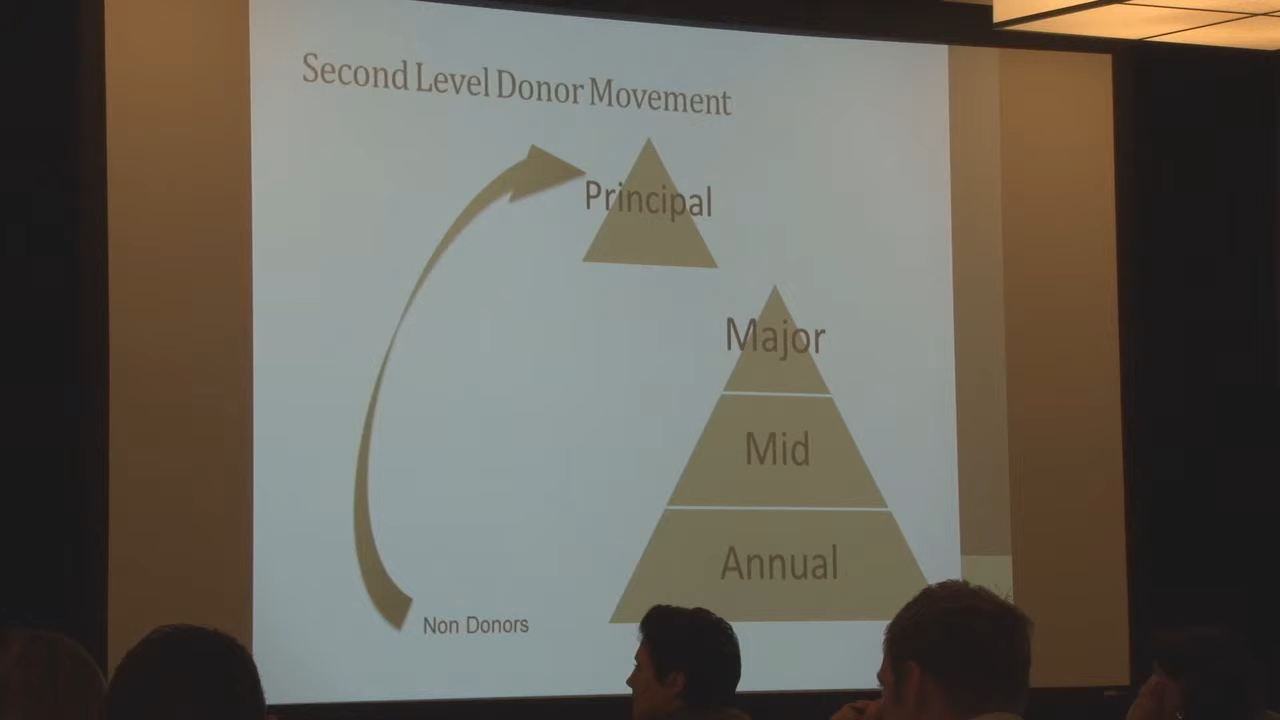 Second Level Donor Movement
Principal
Major
Mid
Annual
Non Donors